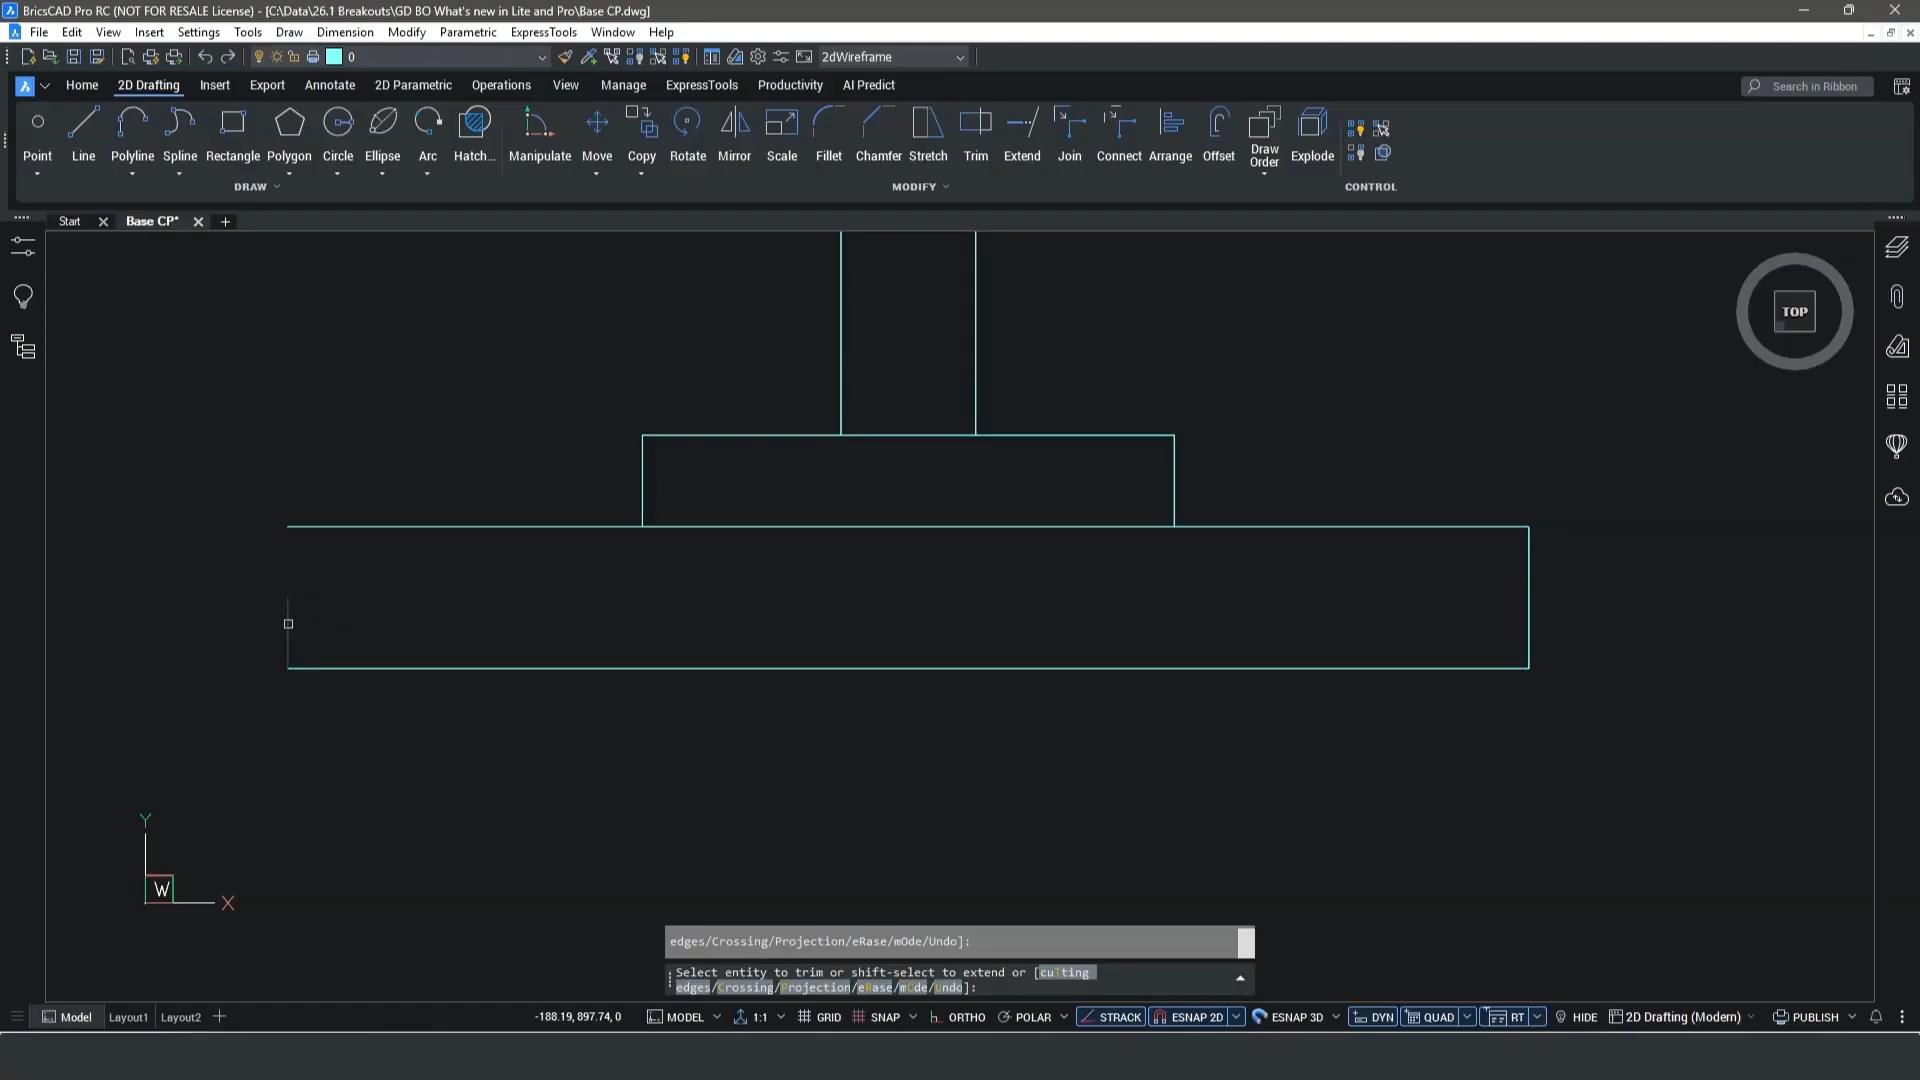 BricsCAD Pro RC (NOT FOR RESALE License) - [C:\Data\26.1 Breakouts\GD BO What's new in Lite and Pro\Base CP.dwg]
File Edit View Insert Settings Tools Draw Dimension Modify Parametric ExpressTools Window Help
0 2dWireframe
Home 2D Drafting Insert Export Annotate 2D Parametric Operations View Manage ExpressTools Productivity AI Predict Search in Ribbon
Point Line Polyline Spline Rectangle Polygon Circle Ellipse Arc Hatch... Manipulate Move Copy Rotate Mirror Scale Fillet Chamfer Stretch Trim Extend Join Connect Arrange Offset Draw Order Explode
DRAW MODIFY CONTROL
Start Base CP* +
TOP
Y
W
X
edges/Crossing/Projection/eRase/mOde/Undo]:
Select entity to trim or shift-select to extend or [cuTting
edges/Crossing/Projection/eRase/mOde/Undo]:
Model Layout1 Layout2 + -188.19, 897.74, 0 MODEL 1:1 GRID SNAP ORTHO POLAR STRACK ESNAP 2D ESNAP 3D DYN QUAD RT HIDE 2D Drafting (Modern) PUBLISH